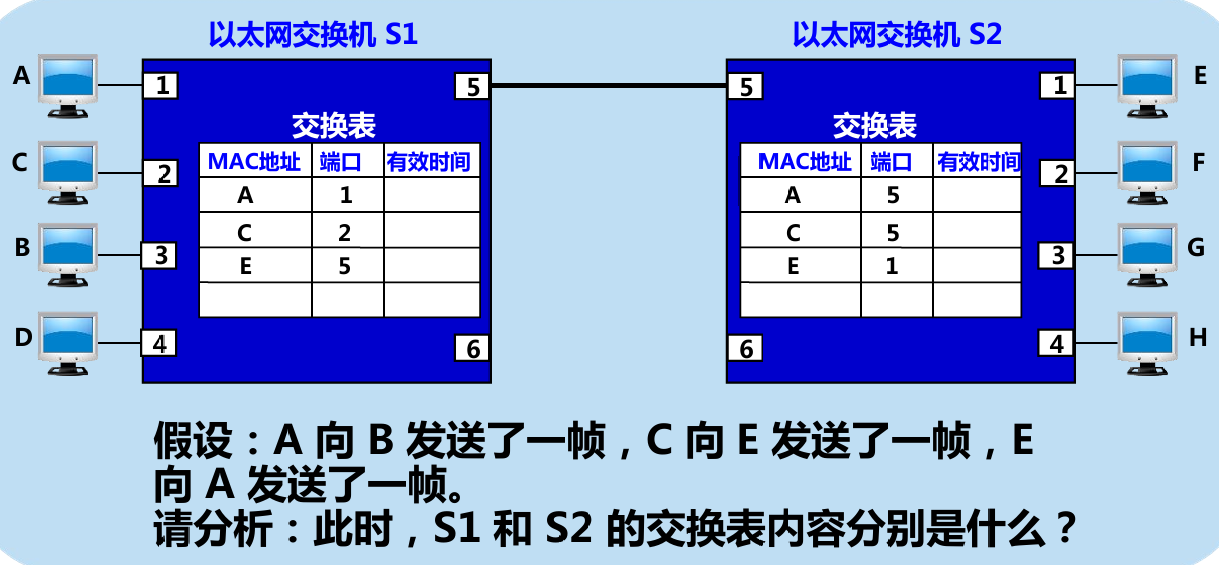 以太网交换机 S1
以太网交换机 S2
A
1
5
5
1
E
交换表
交换表
MAC地址 端口 有效时间
MAC地址 端口 有效时间
C
2
2
F
A 1
A 5
C 2
C 5
B
3
3
G
E 5
E 1
D
4
6
6
4
H
假设：A 向 B 发送了一帧，C 向 E 发送了一帧，E
向 A 发送了一帧。
请分析：此时，S1 和 S2 的交换表内容分别是什么？